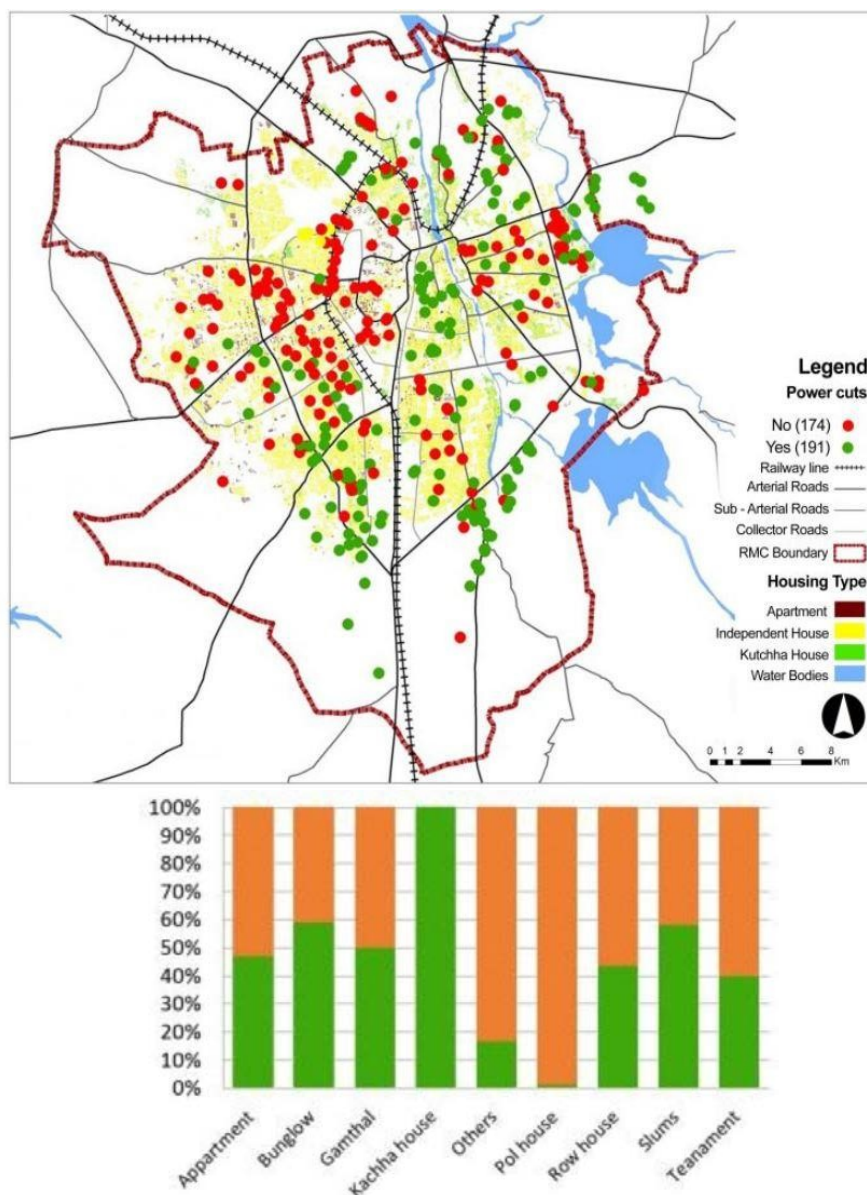 Legend
Power cuts
No (174)
Yes (191)
Railway line
Arterial Roads
Sub - Arterial Roads
Collector Roads
RMC Boundary
Housing Type
Apartment
Independent House
Kutchha House
Water Bodies
0 1 2 4 6 8
Km
100%
90%
80%
70%
60%
50%
40%
30%
20%
10%
0%
Appartment
Bunglow
Gamthal
Kachha house
Others
Pol house
Row house
Slums
Teanament